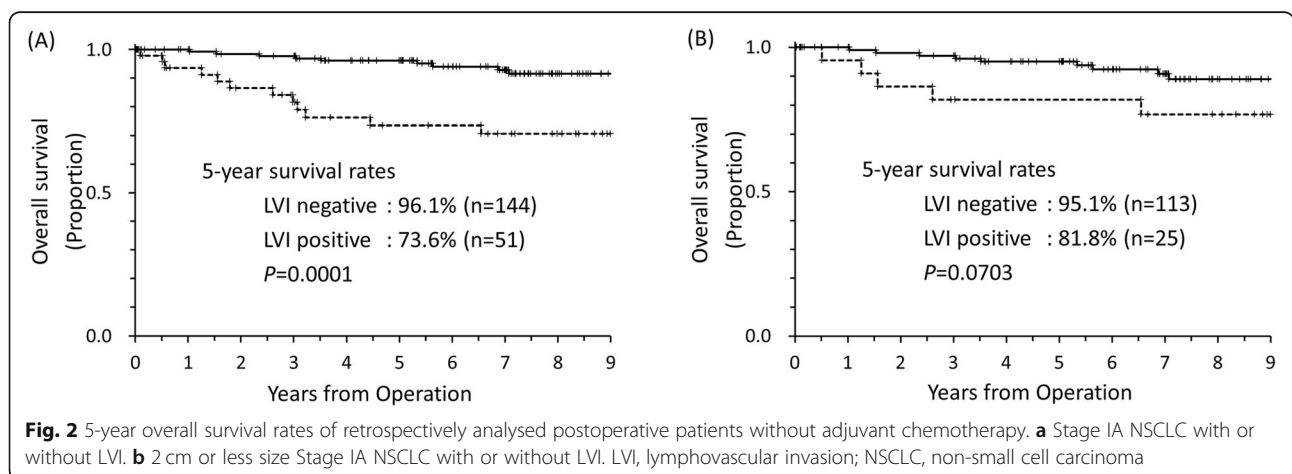 (A)
1.0
0.5
0.0
Overall survival
(Proportion)
5-year survival rates
LVI negative : 96.1% (n=144)
LVI positive : 73.6% (n=51)
P=0.0001
0 1 2 3 4 5 6 7 8 9
Years from Operation
(B)
1.0
0.5
0.0
Overall survival
(Proportion)
5-year survival rates
LVI negative : 95.1% (n=113)
LVI positive : 81.8% (n=25)
P=0.0703
0 1 2 3 4 5 6 7 8 9
Years from Operation
Fig. 2 5-year overall survival rates of retrospectively analysed postoperative patients without adjuvant chemotherapy. a Stage IA NSCLC with or
without LVI. b 2 cm or less size Stage IA NSCLC with or without LVI. LVI, lymphovascular invasion; NSCLC, non-small cell carcinoma